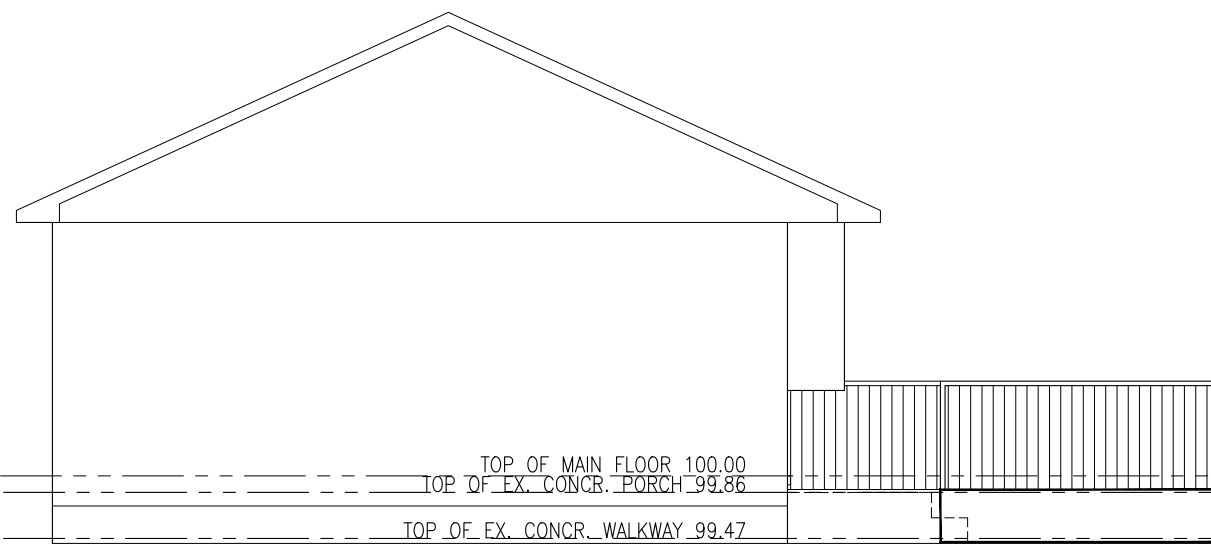 TOP OF MAIN FLOOR 100.00
TOP OF EX. CONCR. PORCH 99.86
TOP OF EX. CONCR. WALKWAY 99.47